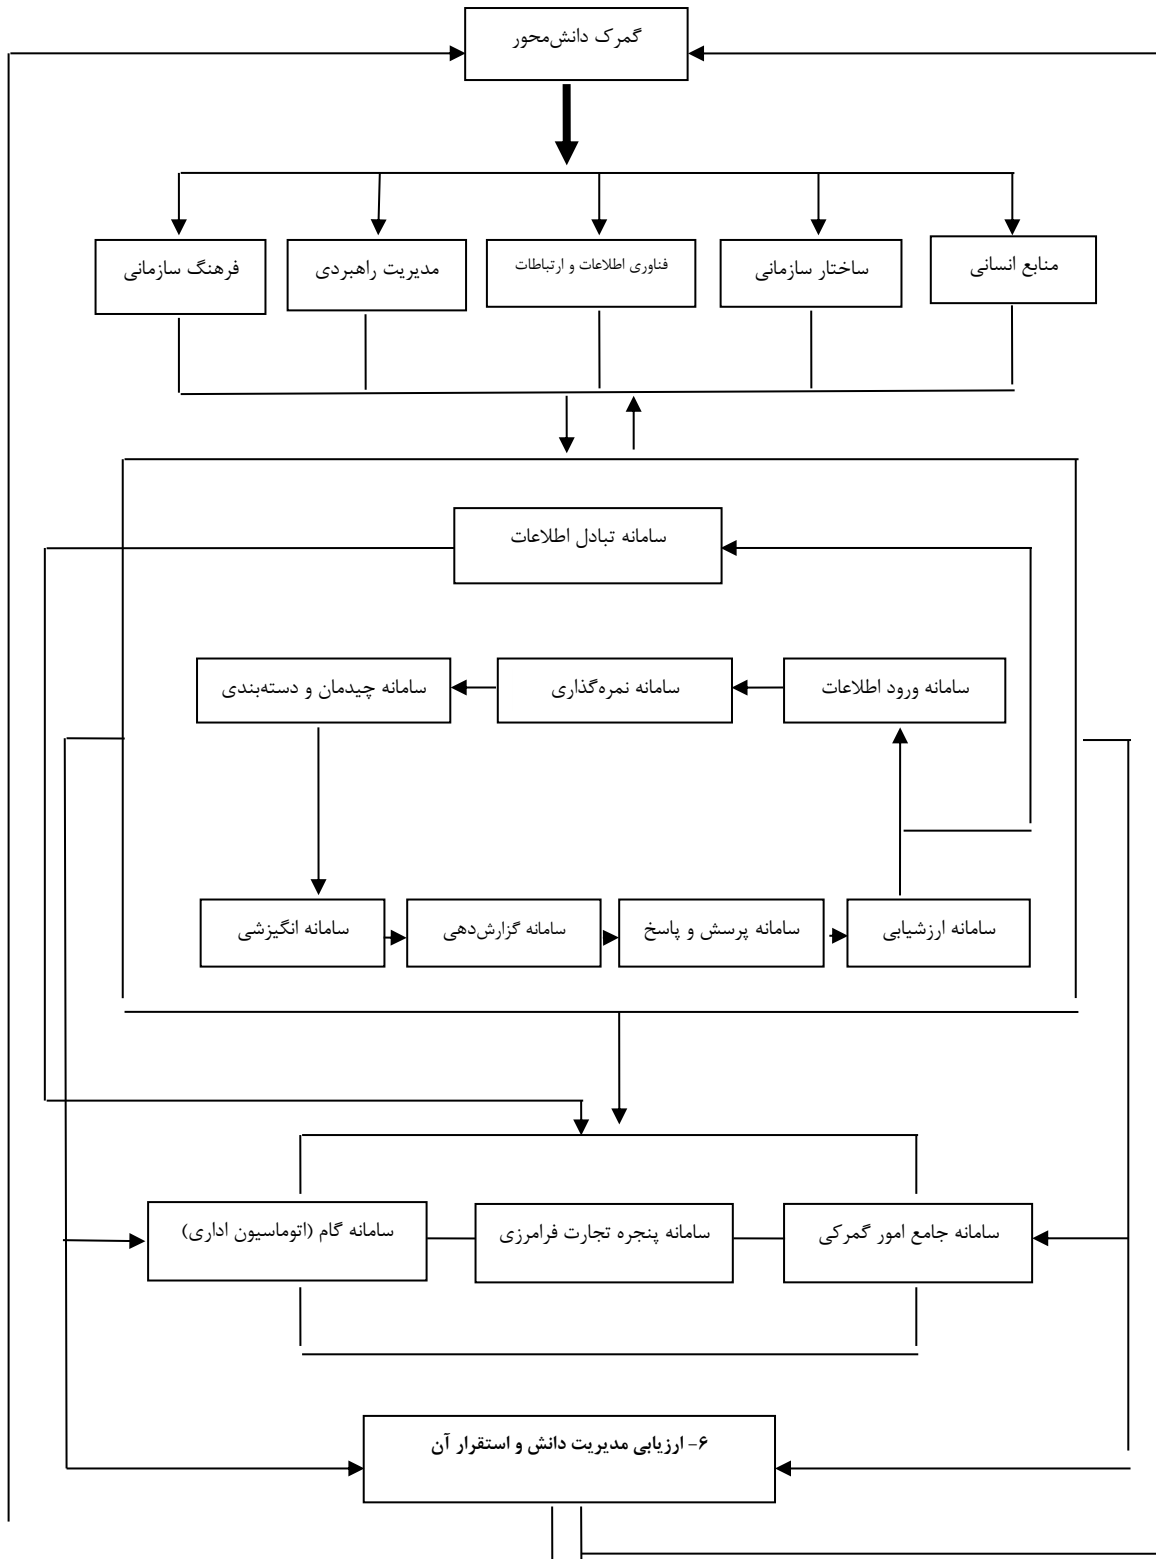 گمرک دانش‌محور
منابع انسانی
ساختار سازمانی
فناوری اطلاعات و ارتباطات
مدیریت راهبردی
فرهنگ سازمانی
سامانه تبادل اطلاعات
سامانه ورود اطلاعات
سامانه نمره‌گذاری
سامانه چیدمان و دسته‌بندی
سامانه ارزشیابی
سامانه پرسش و پاسخ
سامانه گزارش‌دهی
سامانه انگیزشی
سامانه جامع امور گمرکی
سامانه پنجره تجارت فرامرزی
سامانه گام (اتوماسیون اداری)
۶- ارزیابی مدیریت دانش و استقرار آن